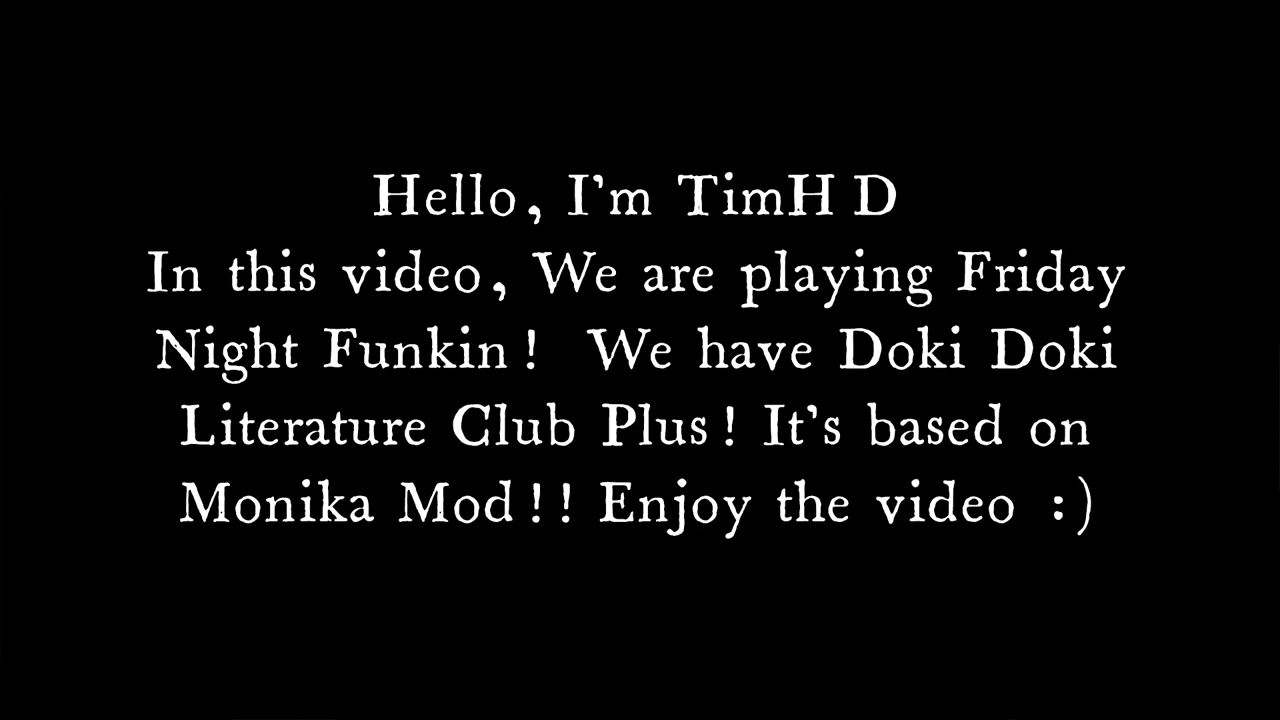 Hello, I'm TimH D
In this video, We are playing Friday
Night Funkin! We have Doki Doki
Literature Club Plus! It's based on
Monika Mod!! Enjoy the video :)